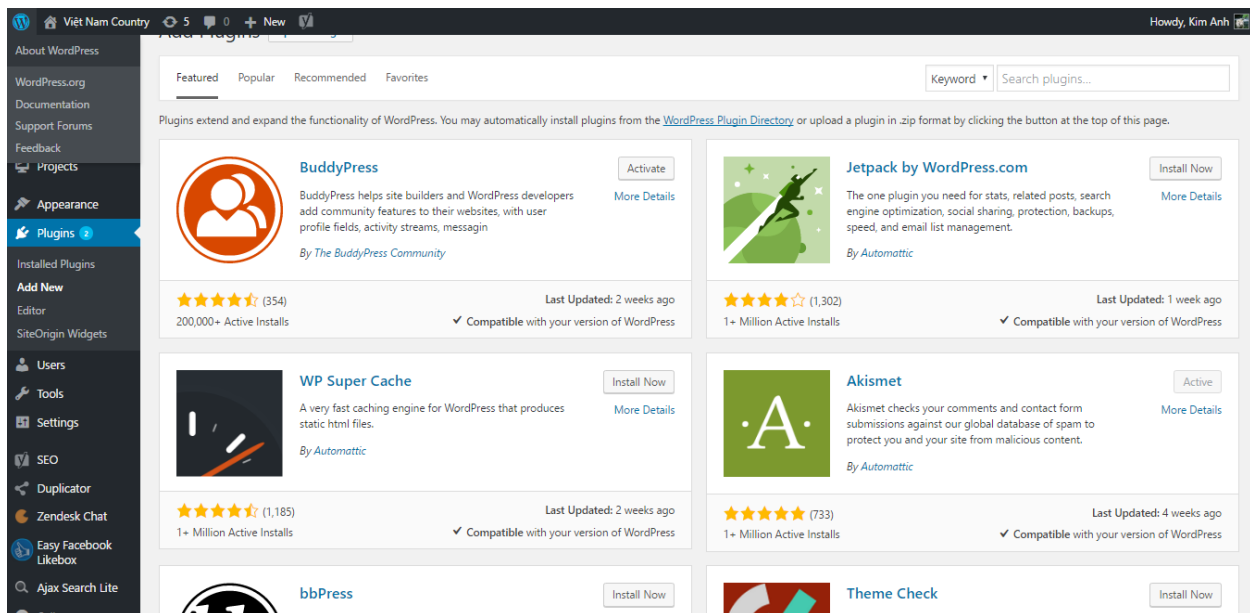 Việt Nam Country 5 0 New Howdy, Kim Anh
About WordPress
WordPress.org
Documentation
Support Forums
Feedback
Projects
Appearance
Plugins 2
Installed Plugins
Add New
Editor
SiteOrigin Widgets
Users
Tools
Settings
SEO
Duplicator
Zendesk Chat
Easy Facebook
Likebox
Ajax Search Lite
Add Plugins
Featured Popular Recommended Favorites Keyword Search plugins...
Plugins extend and expand the functionality of WordPress. You may automatically install plugins from the WordPress Plugin Directory or upload a plugin in .zip format by clicking the button at the top of this page.
BuddyPress Activate
BuddyPress helps site builders and WordPress developers More Details
add community features to their websites, with user
profile fields, activity streams, messagin
By The BuddyPress Community
(354) Last Updated: 2 weeks ago
200,000+ Active Installs Compatible with your version of WordPress
Jetpack by WordPress.com Install Now
The one plugin you need for stats, related posts, search More Details
engine optimization, social sharing, protection, backups,
speed, and email list management.
By Automattic
(1,302) Last Updated: 1 week ago
1+ Million Active Installs Compatible with your version of WordPress
WP Super Cache Install Now
A very fast caching engine for WordPress that produces More Details
static html files.
By Automattic
(1,185) Last Updated: 2 weeks ago
1+ Million Active Installs Compatible with your version of WordPress
A
Akismet Active
Akismet checks your comments and contact form More Details
submissions against our global database of spam to
protect you and your site from malicious content.
By Automattic
(733) Last Updated: 4 weeks ago
1+ Million Active Installs Compatible with your version of WordPress
bbPress Install Now
Theme Check Install Now